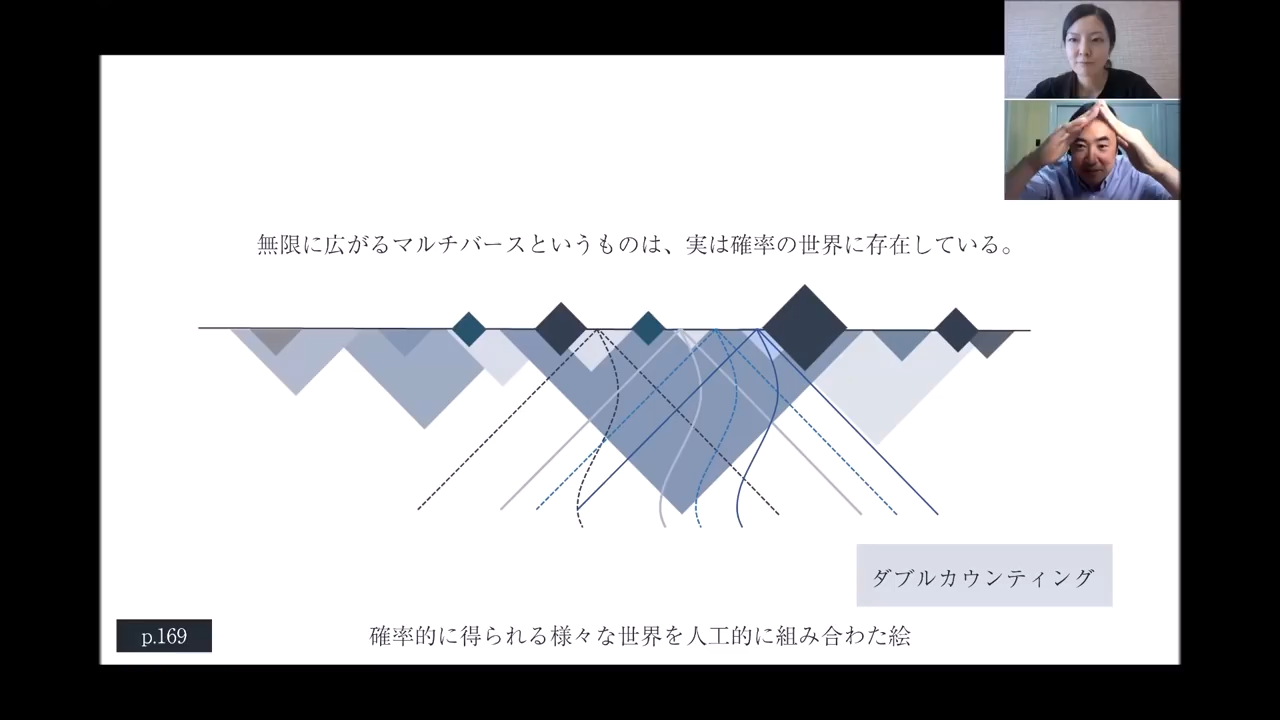 無限に広がるマルチバースというものは、実は確率の世界に存在している。
ダブルカウンティング
p.169
確率的に得られる様々な世界を人工的に組み合わた絵